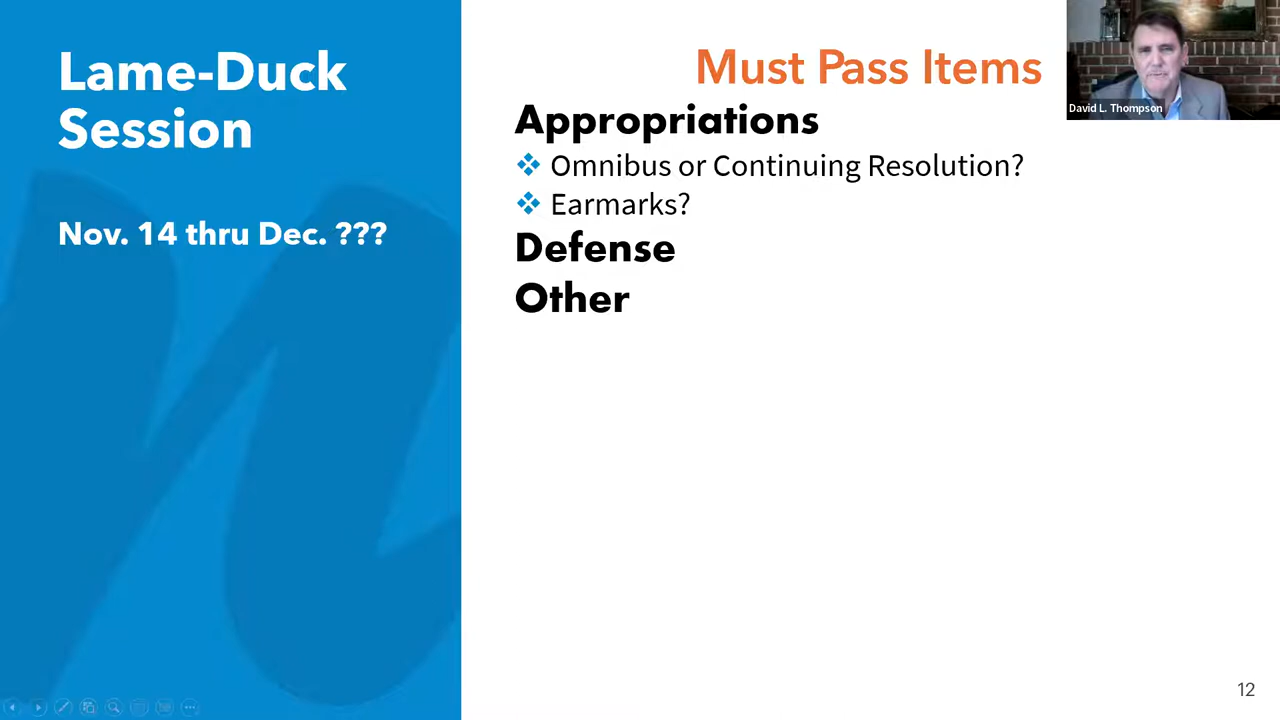 Lame-Duck
Session
Nov. 14 thru Dec. ???
Must Pass Items
Appropriations
❖ Omnibus or Continuing Resolution?
❖ Earmarks?
Defense
Other
David L. Thompson
12